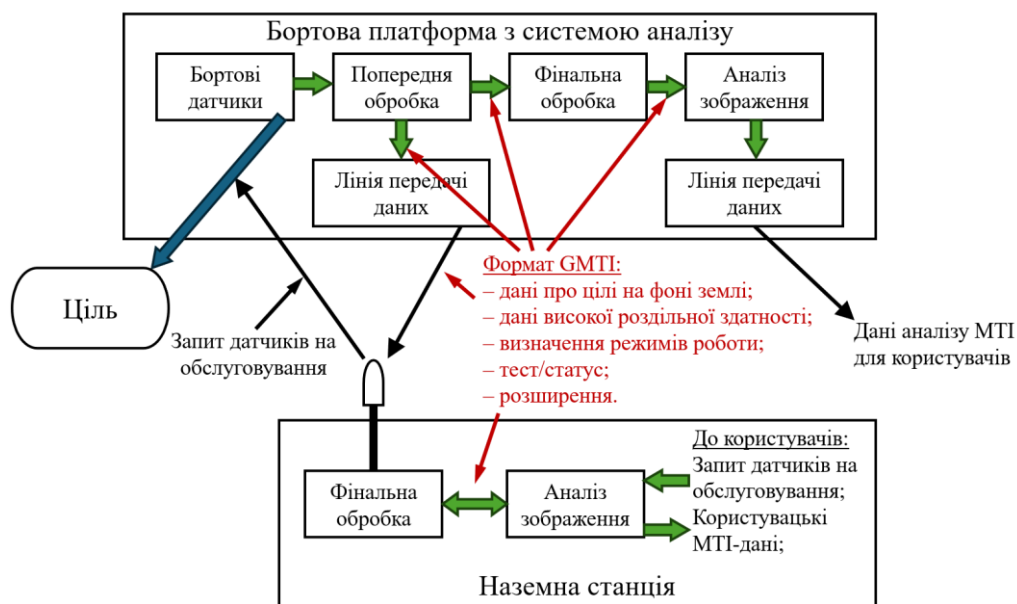 Бортова платформа з системою аналізу
Бортові
датчики
Попередня
обробка
Фінальна
обробка
Аналіз
зображення
Лінія передачі
даних
Лінія передачі
даних
Ціль
Запит датчиків на
обслуговування
Формат GMTI:
– дані про цілі на фоні землі;
– дані високої роздільної здатності;
– визначення режимів роботи;
– тест/статус;
– розширення.
Дані аналізу МТІ
для користувачів
Фінальна
обробка
Аналіз
зображення
До користувачів:
Запит датчиків на
обслуговування;
Користувацькі
МТІ-дані;
Наземна станція